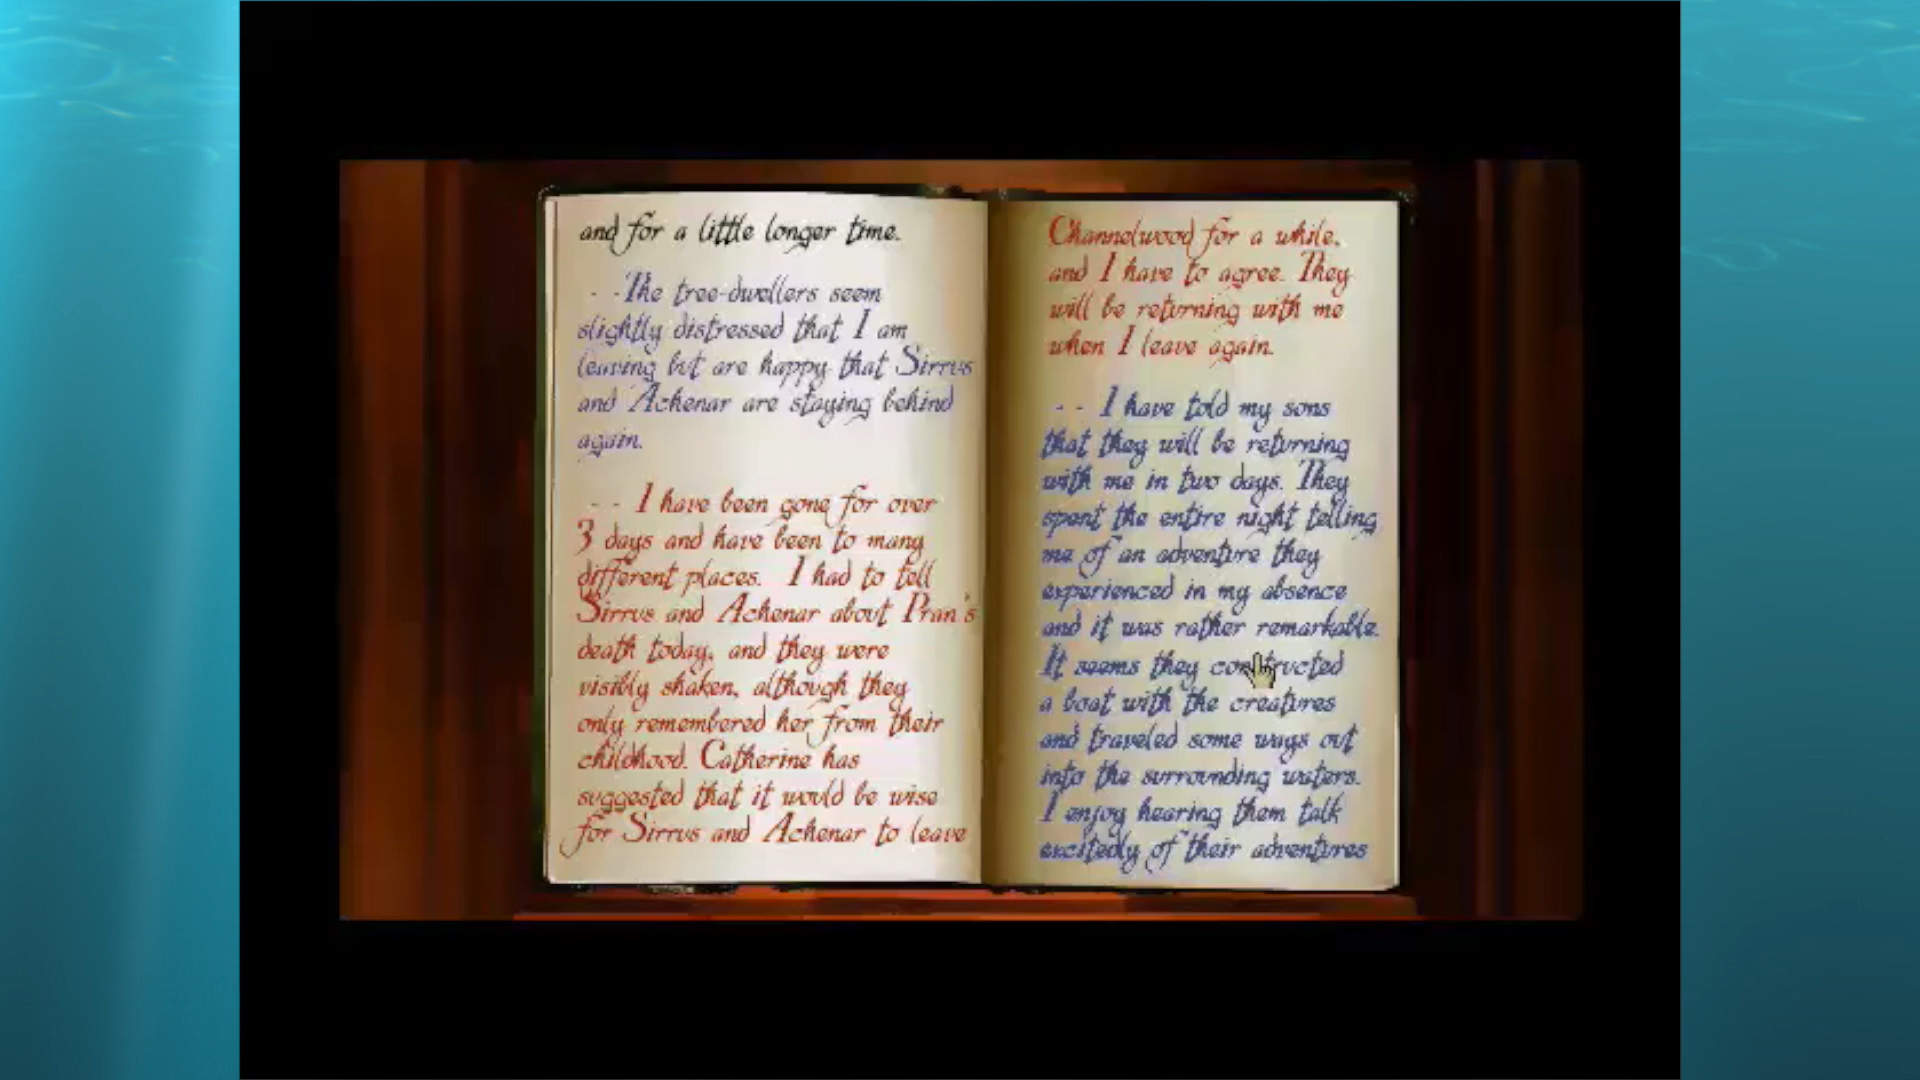 and for a little longer time.
- - The tree-dwellers seem
slightly distressed that I am
leaving but are happy that Sirrus
and Achenar are staying behind
again.
- - I have been gone for over
3 days and have been to many
different places. I had to tell
Sirrus and Achenar about Pran's
death today, and they were
visibly shaken, although they
only remembered her from their
childhood. Catherine has
suggested that it would be wise
for Sirrus and Achenar to leave
Channelwood for a while,
and I have to agree. They
will be returning with me
when I leave again.
- - I have told my sons
that they will be returning
with me in two days. They
spent the entire night telling
me of an adventure they
experienced in my absence
and it was rather remarkable.
It seems they constructed
a boat with the creatures
and traveled some ways out
into the surrounding waters.
I enjoy hearing them talk
excitedly of their adventures